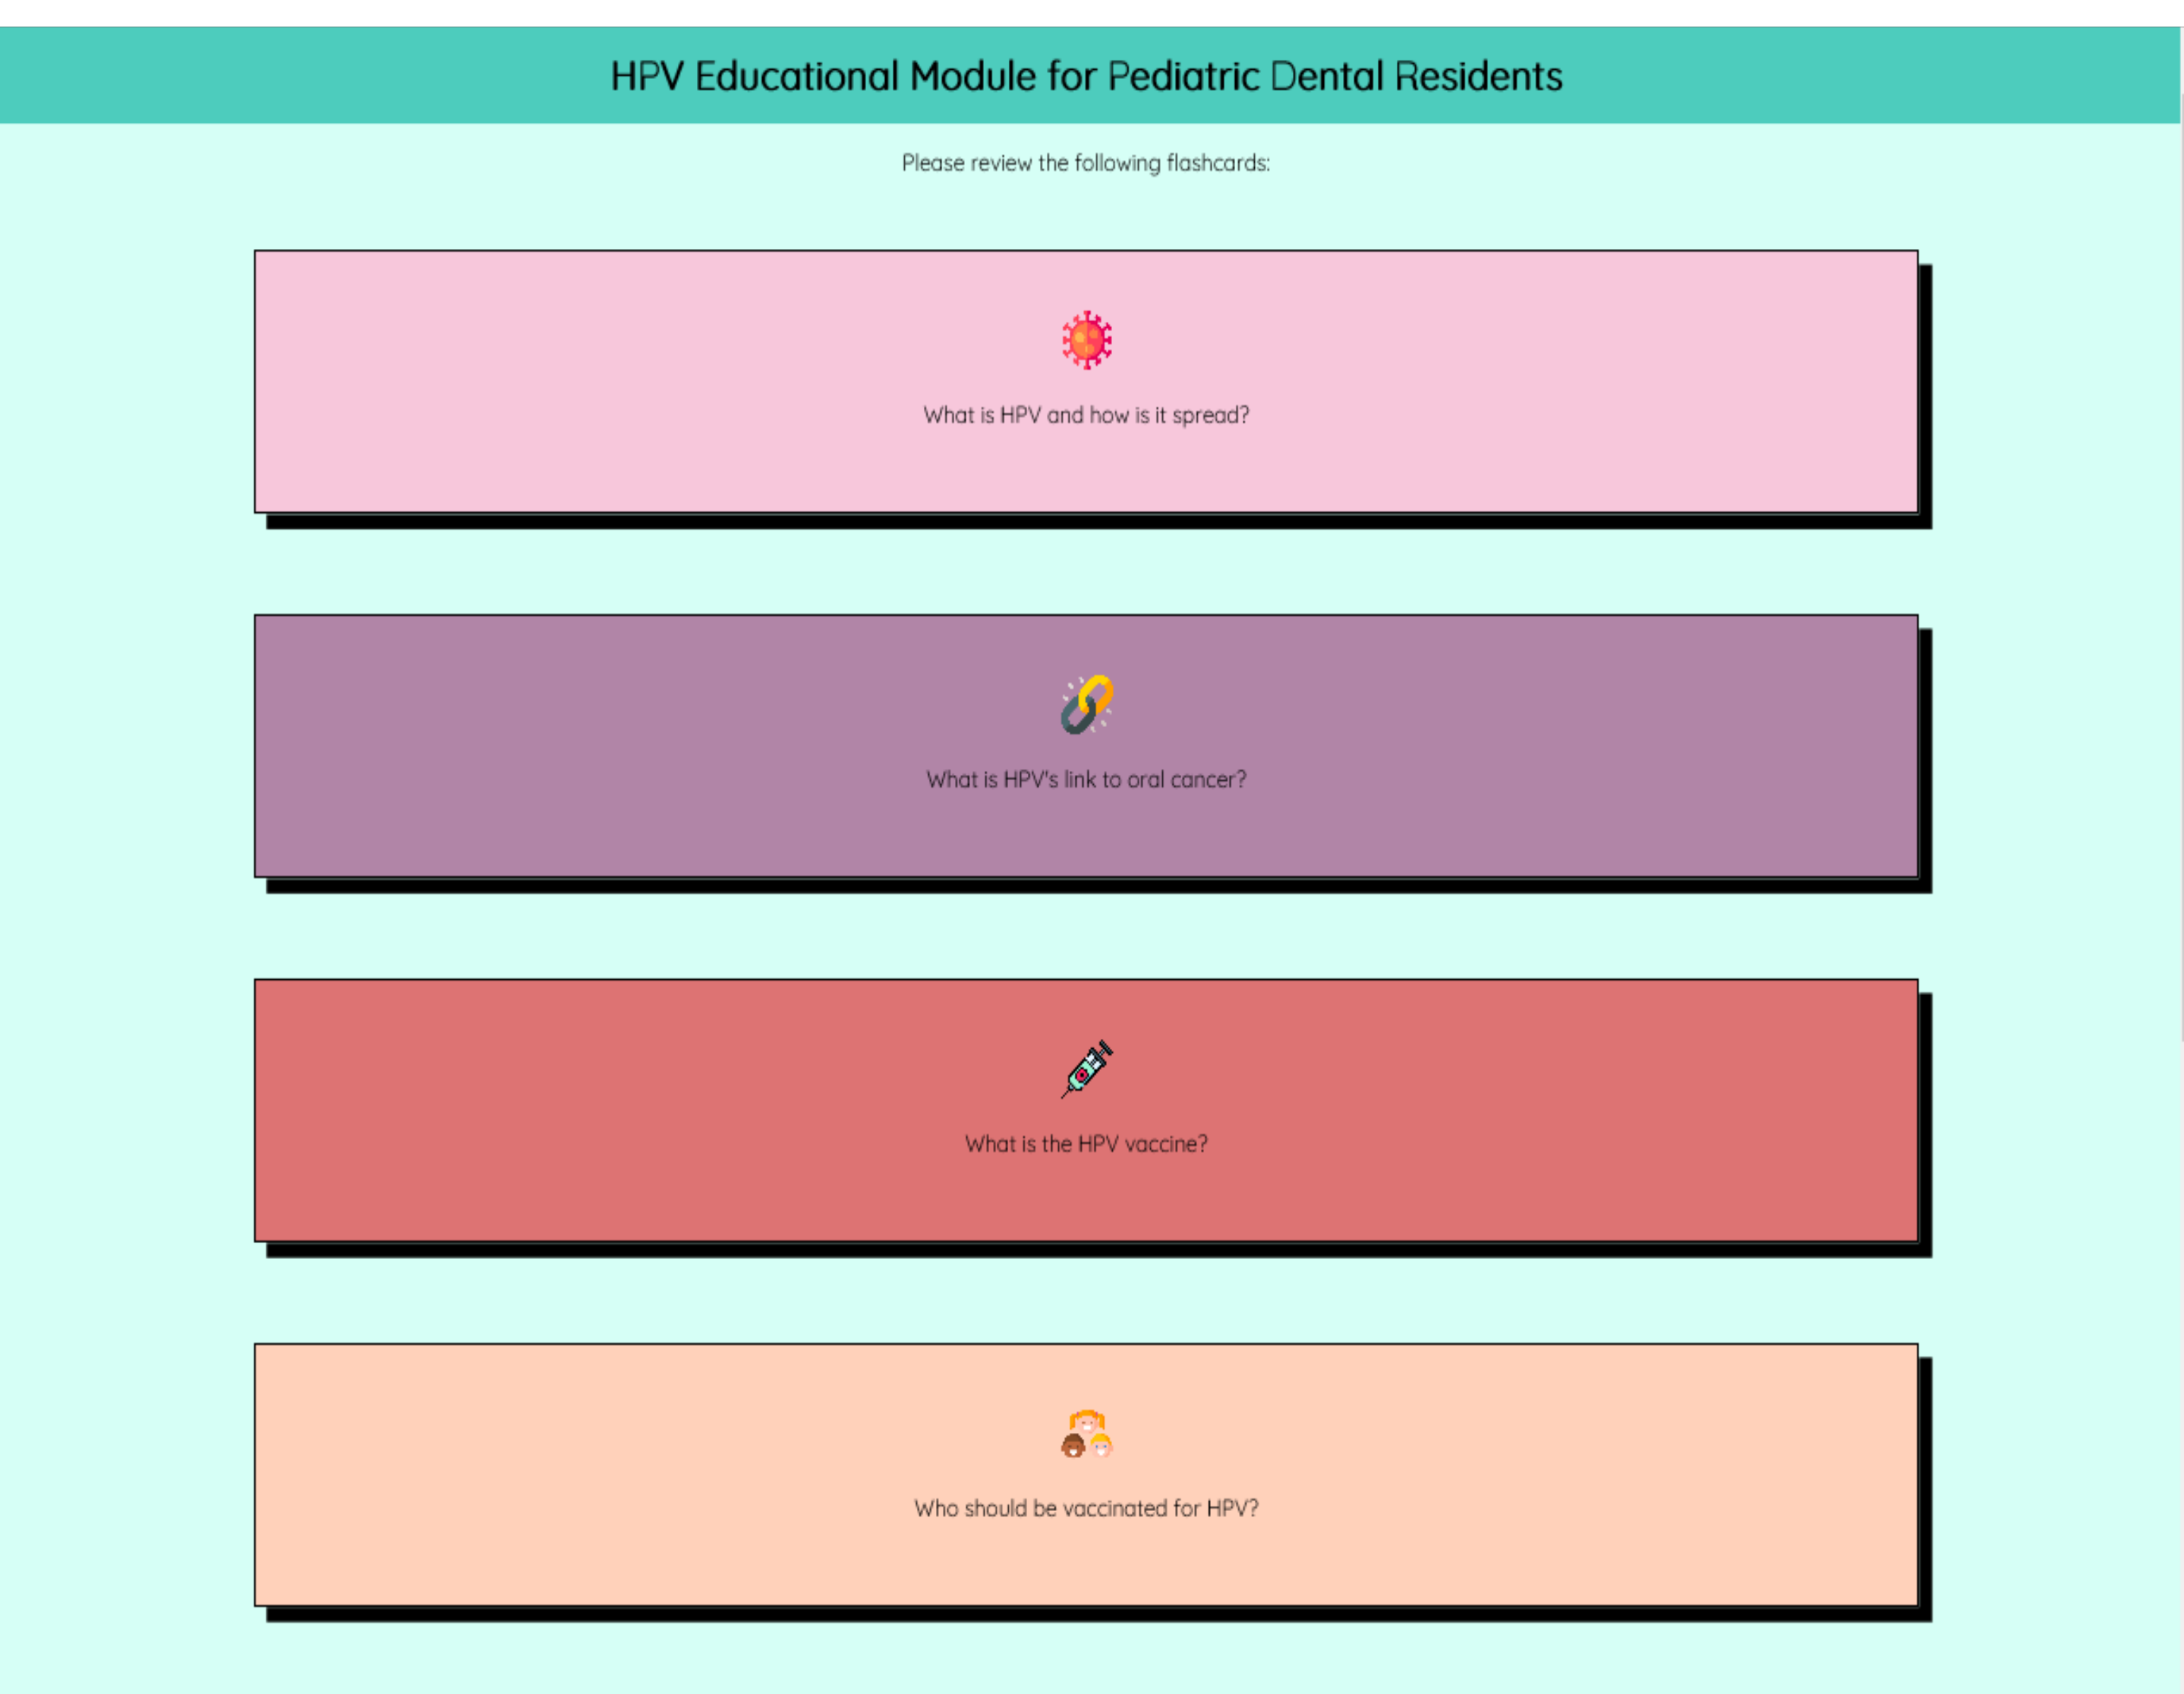 HPV Educational Module for Pediatric Dental Residents
Please review the following flashcards:
What is HPV and how is it spread?
What is HPV's link to oral cancer?
What is the HPV vaccine?
Who should be vaccinated for HPV?